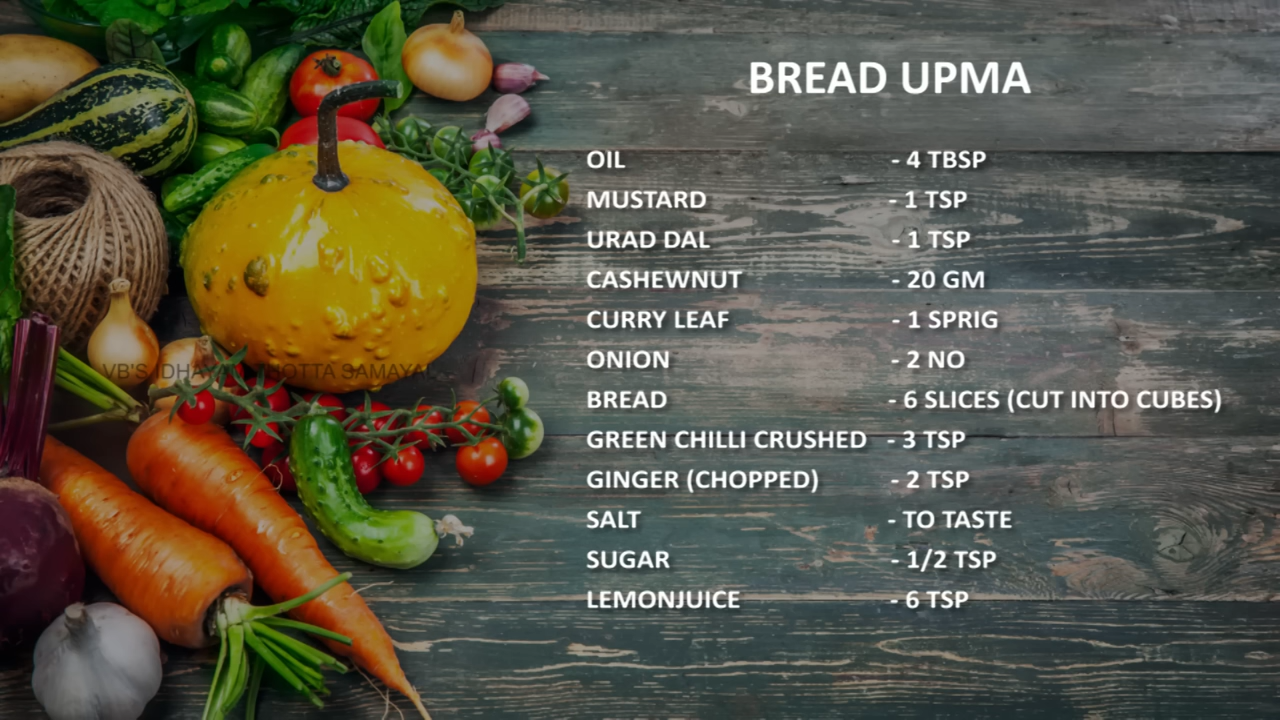 BREAD UPMA
OIL - 4 TBSP
MUSTARD - 1 TSP
URAD DAL - 1 TSP
CASHEWNUT - 20 GM
CURRY LEAF - 1 SPRIG
ONION - 2 NO
BREAD - 6 SLICES (CUT INTO CUBES)
GREEN CHILLI CRUSHED - 3 TSP
GINGER (CHOPPED) - 2 TSP
SALT - TO TASTE
SUGAR - 1/2 TSP
LEMONJUICE - 6 TSP
VB'S SAMAYAL